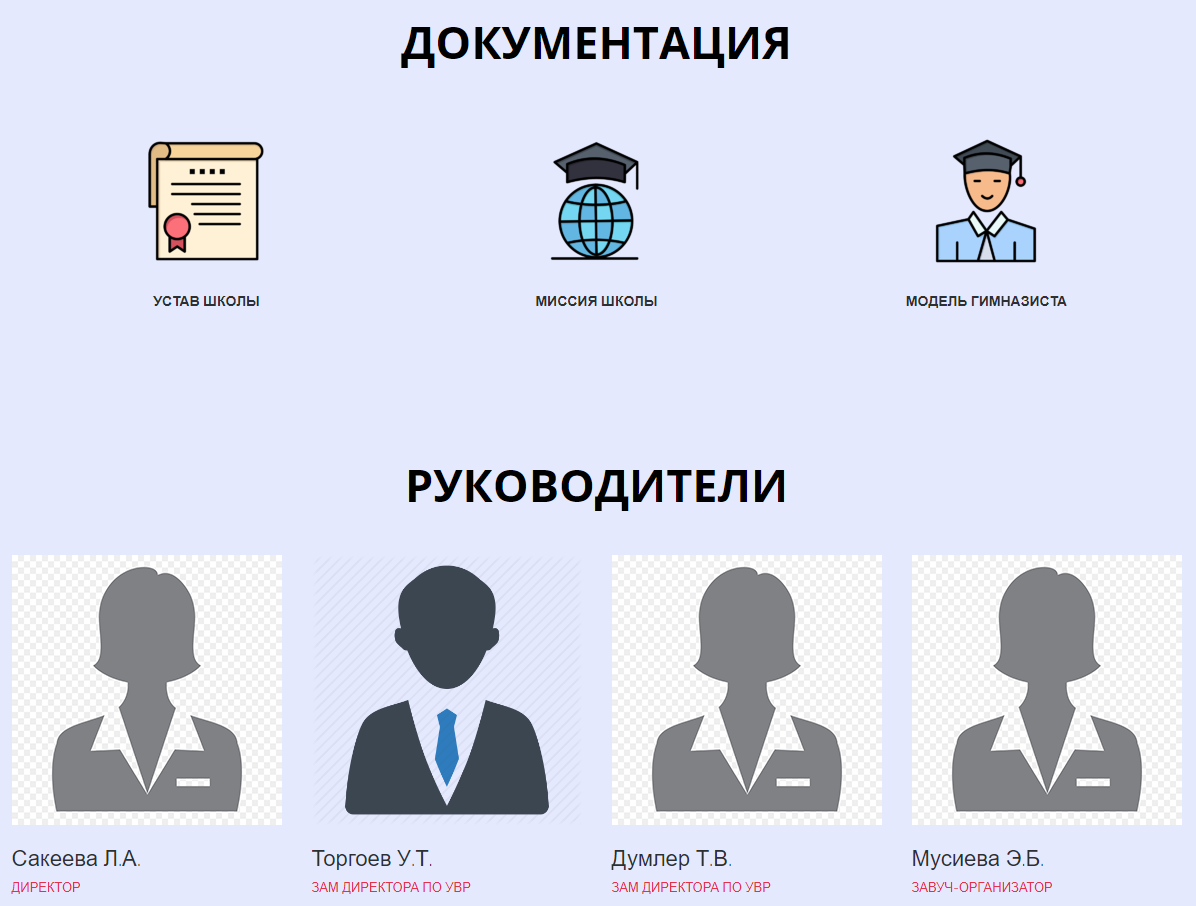 ДОКУМЕНТАЦИЯ
УСТАВ ШКОЛЫ
МИССИЯ ШКОЛЫ
МОДЕЛЬ ГИМНАЗИСТА
РУКОВОДИТЕЛИ
Сакеева Л.А.
ДИРЕКТОР
Торгоев У.Т.
ЗАМ ДИРЕКТОРА ПО УВР
Думлер Т.В.
ЗАМ ДИРЕКТОРА ПО УВР
Мусиева Э.Б.
ЗАВУЧ-ОРГАНИЗАТОР